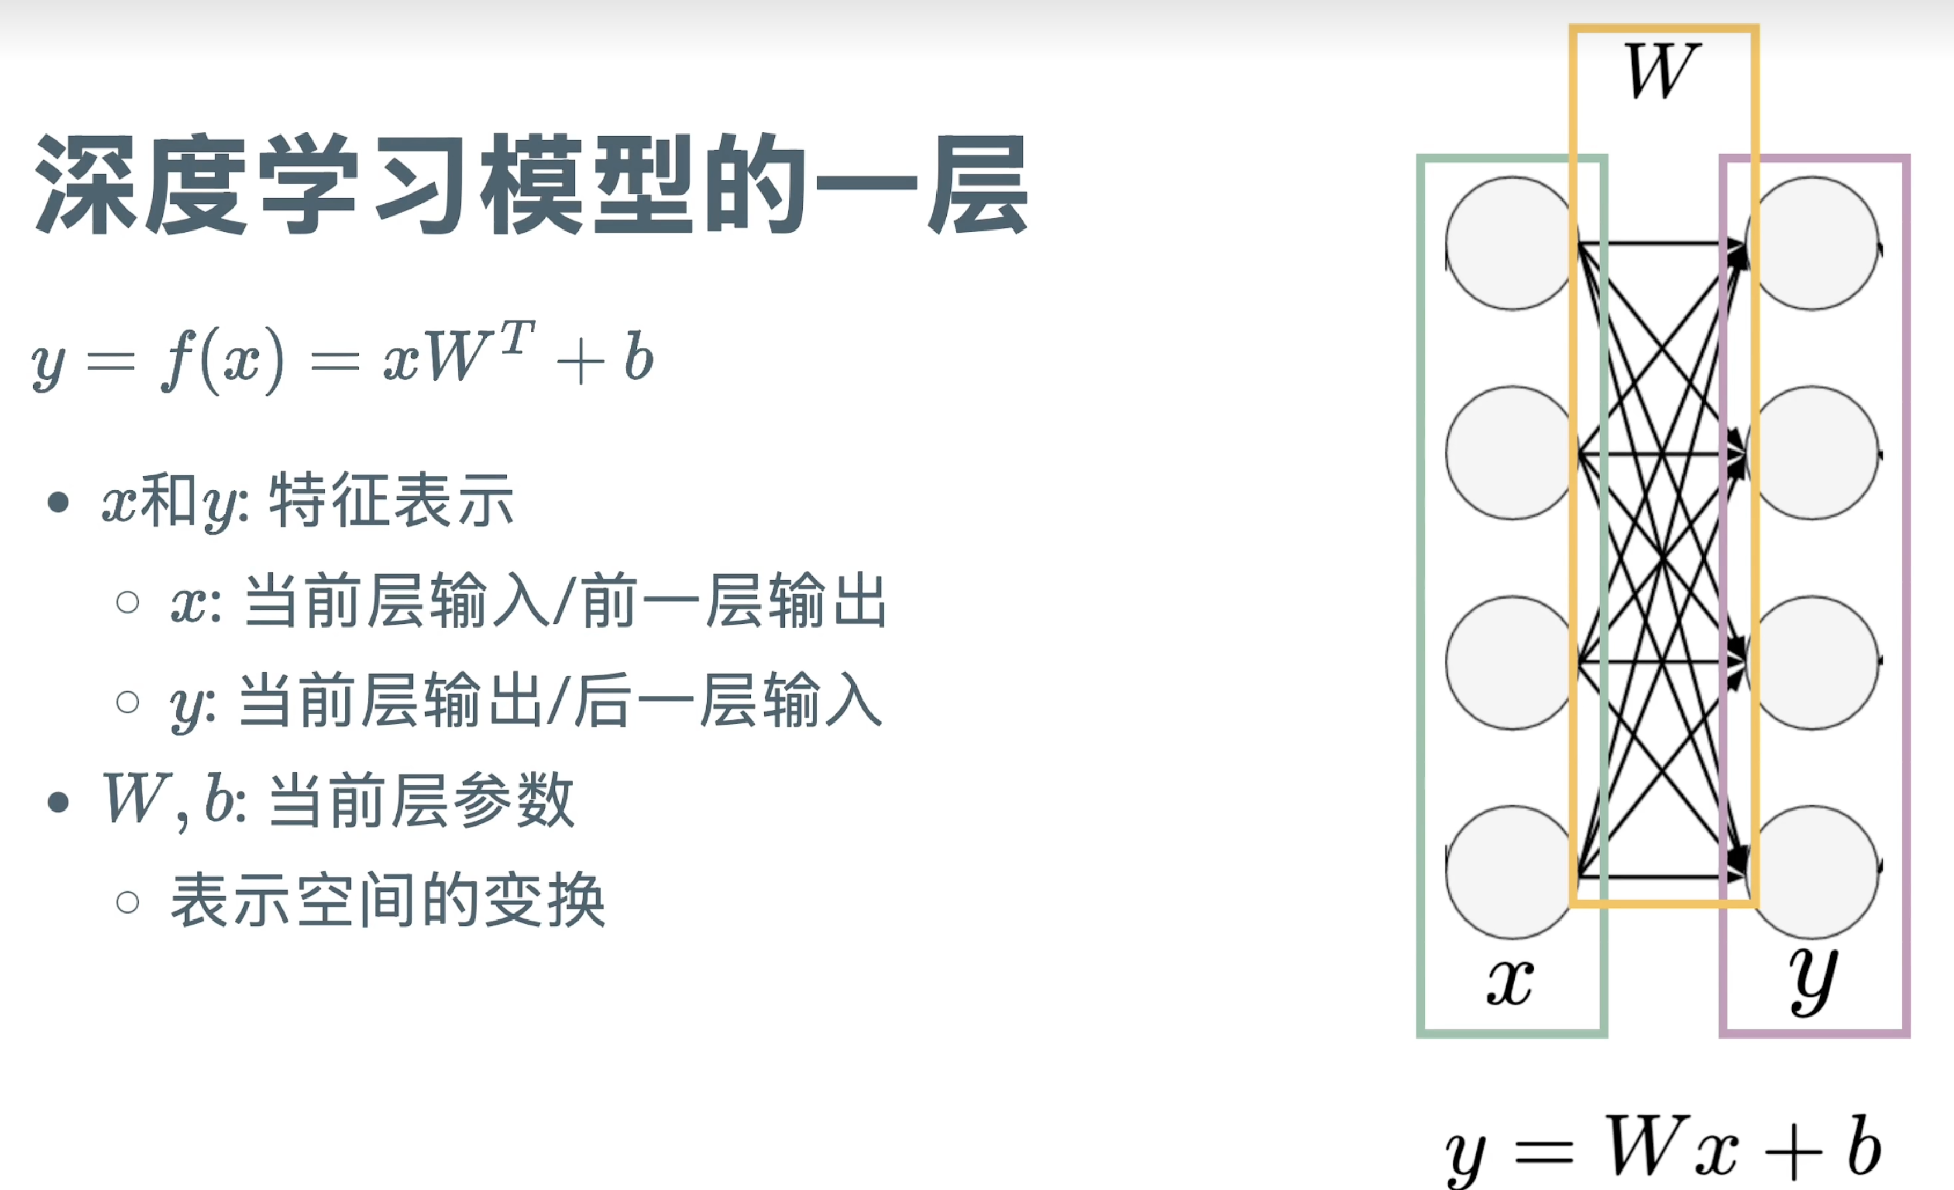 深度学习模型的一层
y = f(x) = xW^T + b
• x和y: 特征表示
○ x: 当前层输入/前一层输出
○ y: 当前层输出/后一层输入
• W, b: 当前层参数
○ 表示空间的变换
W
x
y
y = Wx + b